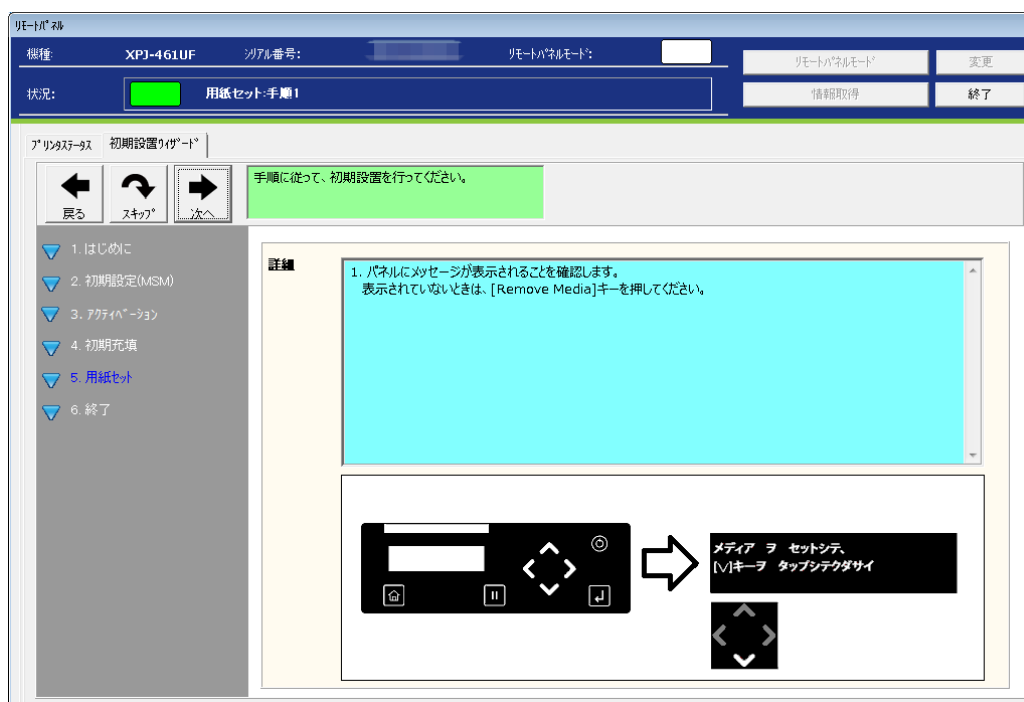 リモートパネル
機種: XPJ-461UF シリアル番号: リモートパネルモード:
リモートパネルモード 変更
状況: 用紙セット:手順1
情報取得 終了
プリンタステータス 初期設置ウィザード
戻る スキップ 次へ
手順に従って、初期設置を行ってください。
1. はじめに
2. 初期設定(MSM)
3. アクティベーション
4. 初期充填
5. 用紙セット
6. 終了
詳細
1. パネルにメッセージが表示されることを確認します。
表示されていないときは、[Remove Media]キーを押してください。
メディア ヲ セットシテ、
[∨]キーヲ タップシテクダサイ